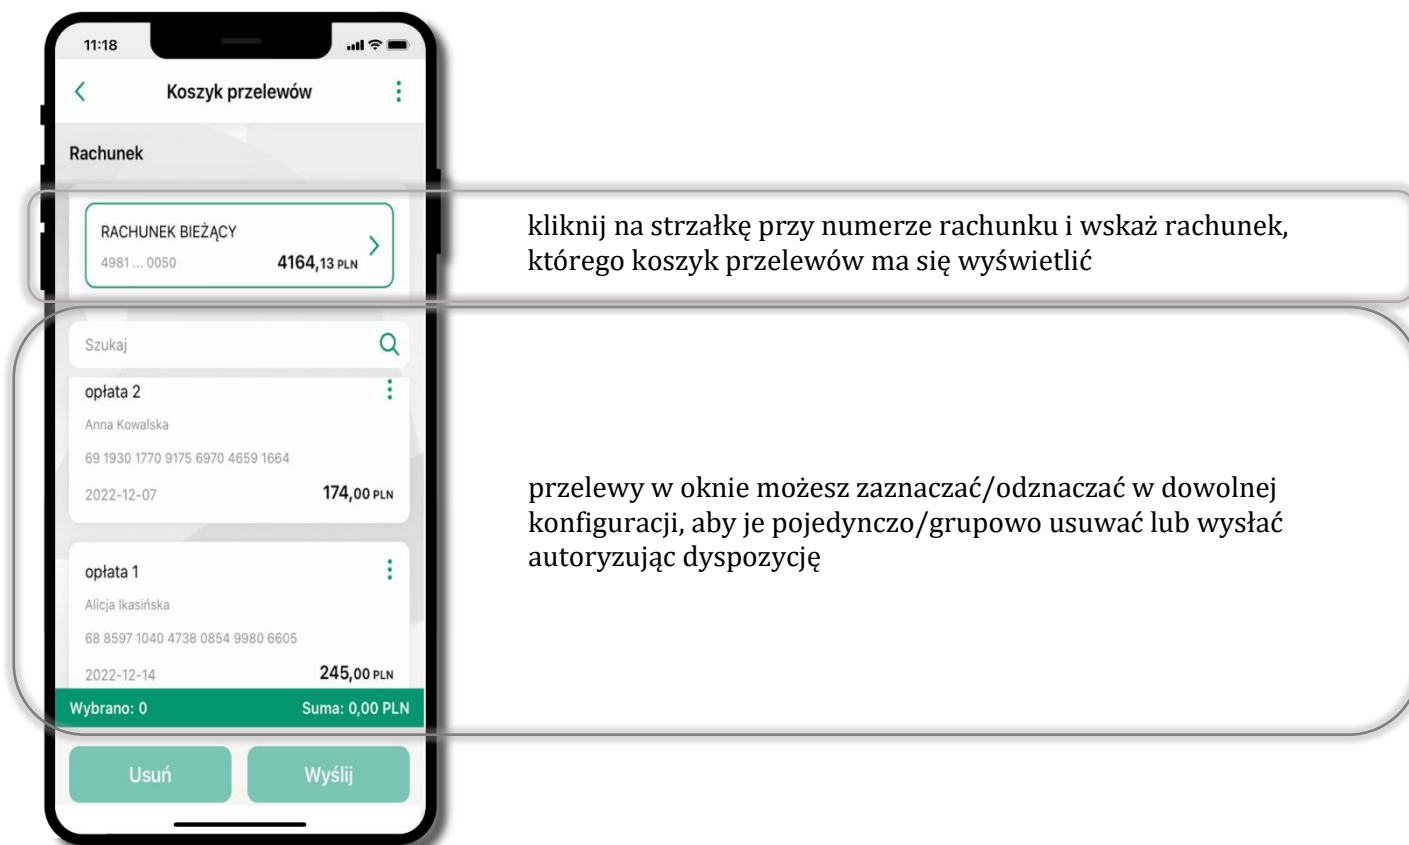 11:18
Koszyk przelewów
Rachunek
RACHUNEK BIEŻĄCY
4981 ... 0050
4164,13 PLN
kliknij na strzałkę przy numerze rachunku i wskaż rachunek,
którego koszyk przelewów ma się wyświetlić
Szukaj
opłata 2
Anna Kowalska
69 1930 1770 9175 6970 4659 1664
2022-12-07
174,00 PLN
przelewy w oknie możesz zaznaczać/odznaczać w dowolnej
konfiguracji, aby je pojedynczo/grupowo usuwać lub wysłać
autoryzując dyspozycję
opłata 1
Alicja Ikasińska
68 8597 1040 4738 0854 9980 6605
2022-12-14
245,00 PLN
Wybrano: 0
Suma: 0,00 PLN
Usuń
Wyślij